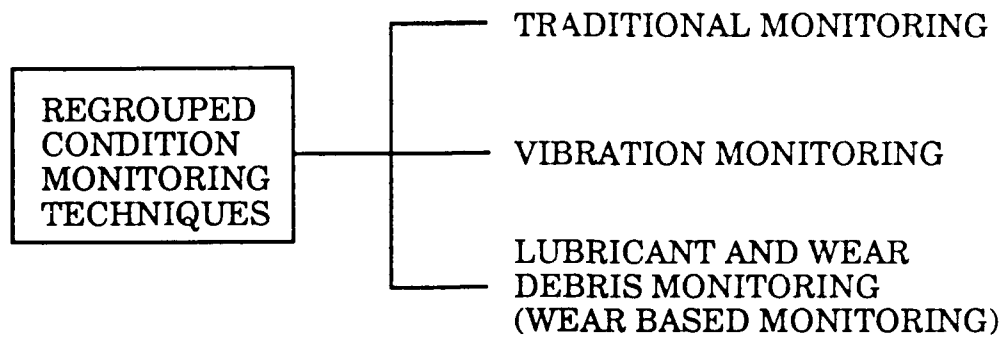 REGROUPED
CONDITION
MONITORING
TECHNIQUES
TRADITIONAL MONITORING
VIBRATION MONITORING
LUBRICANT AND WEAR
DEBRIS MONITORING
(WEAR BASED MONITORING)